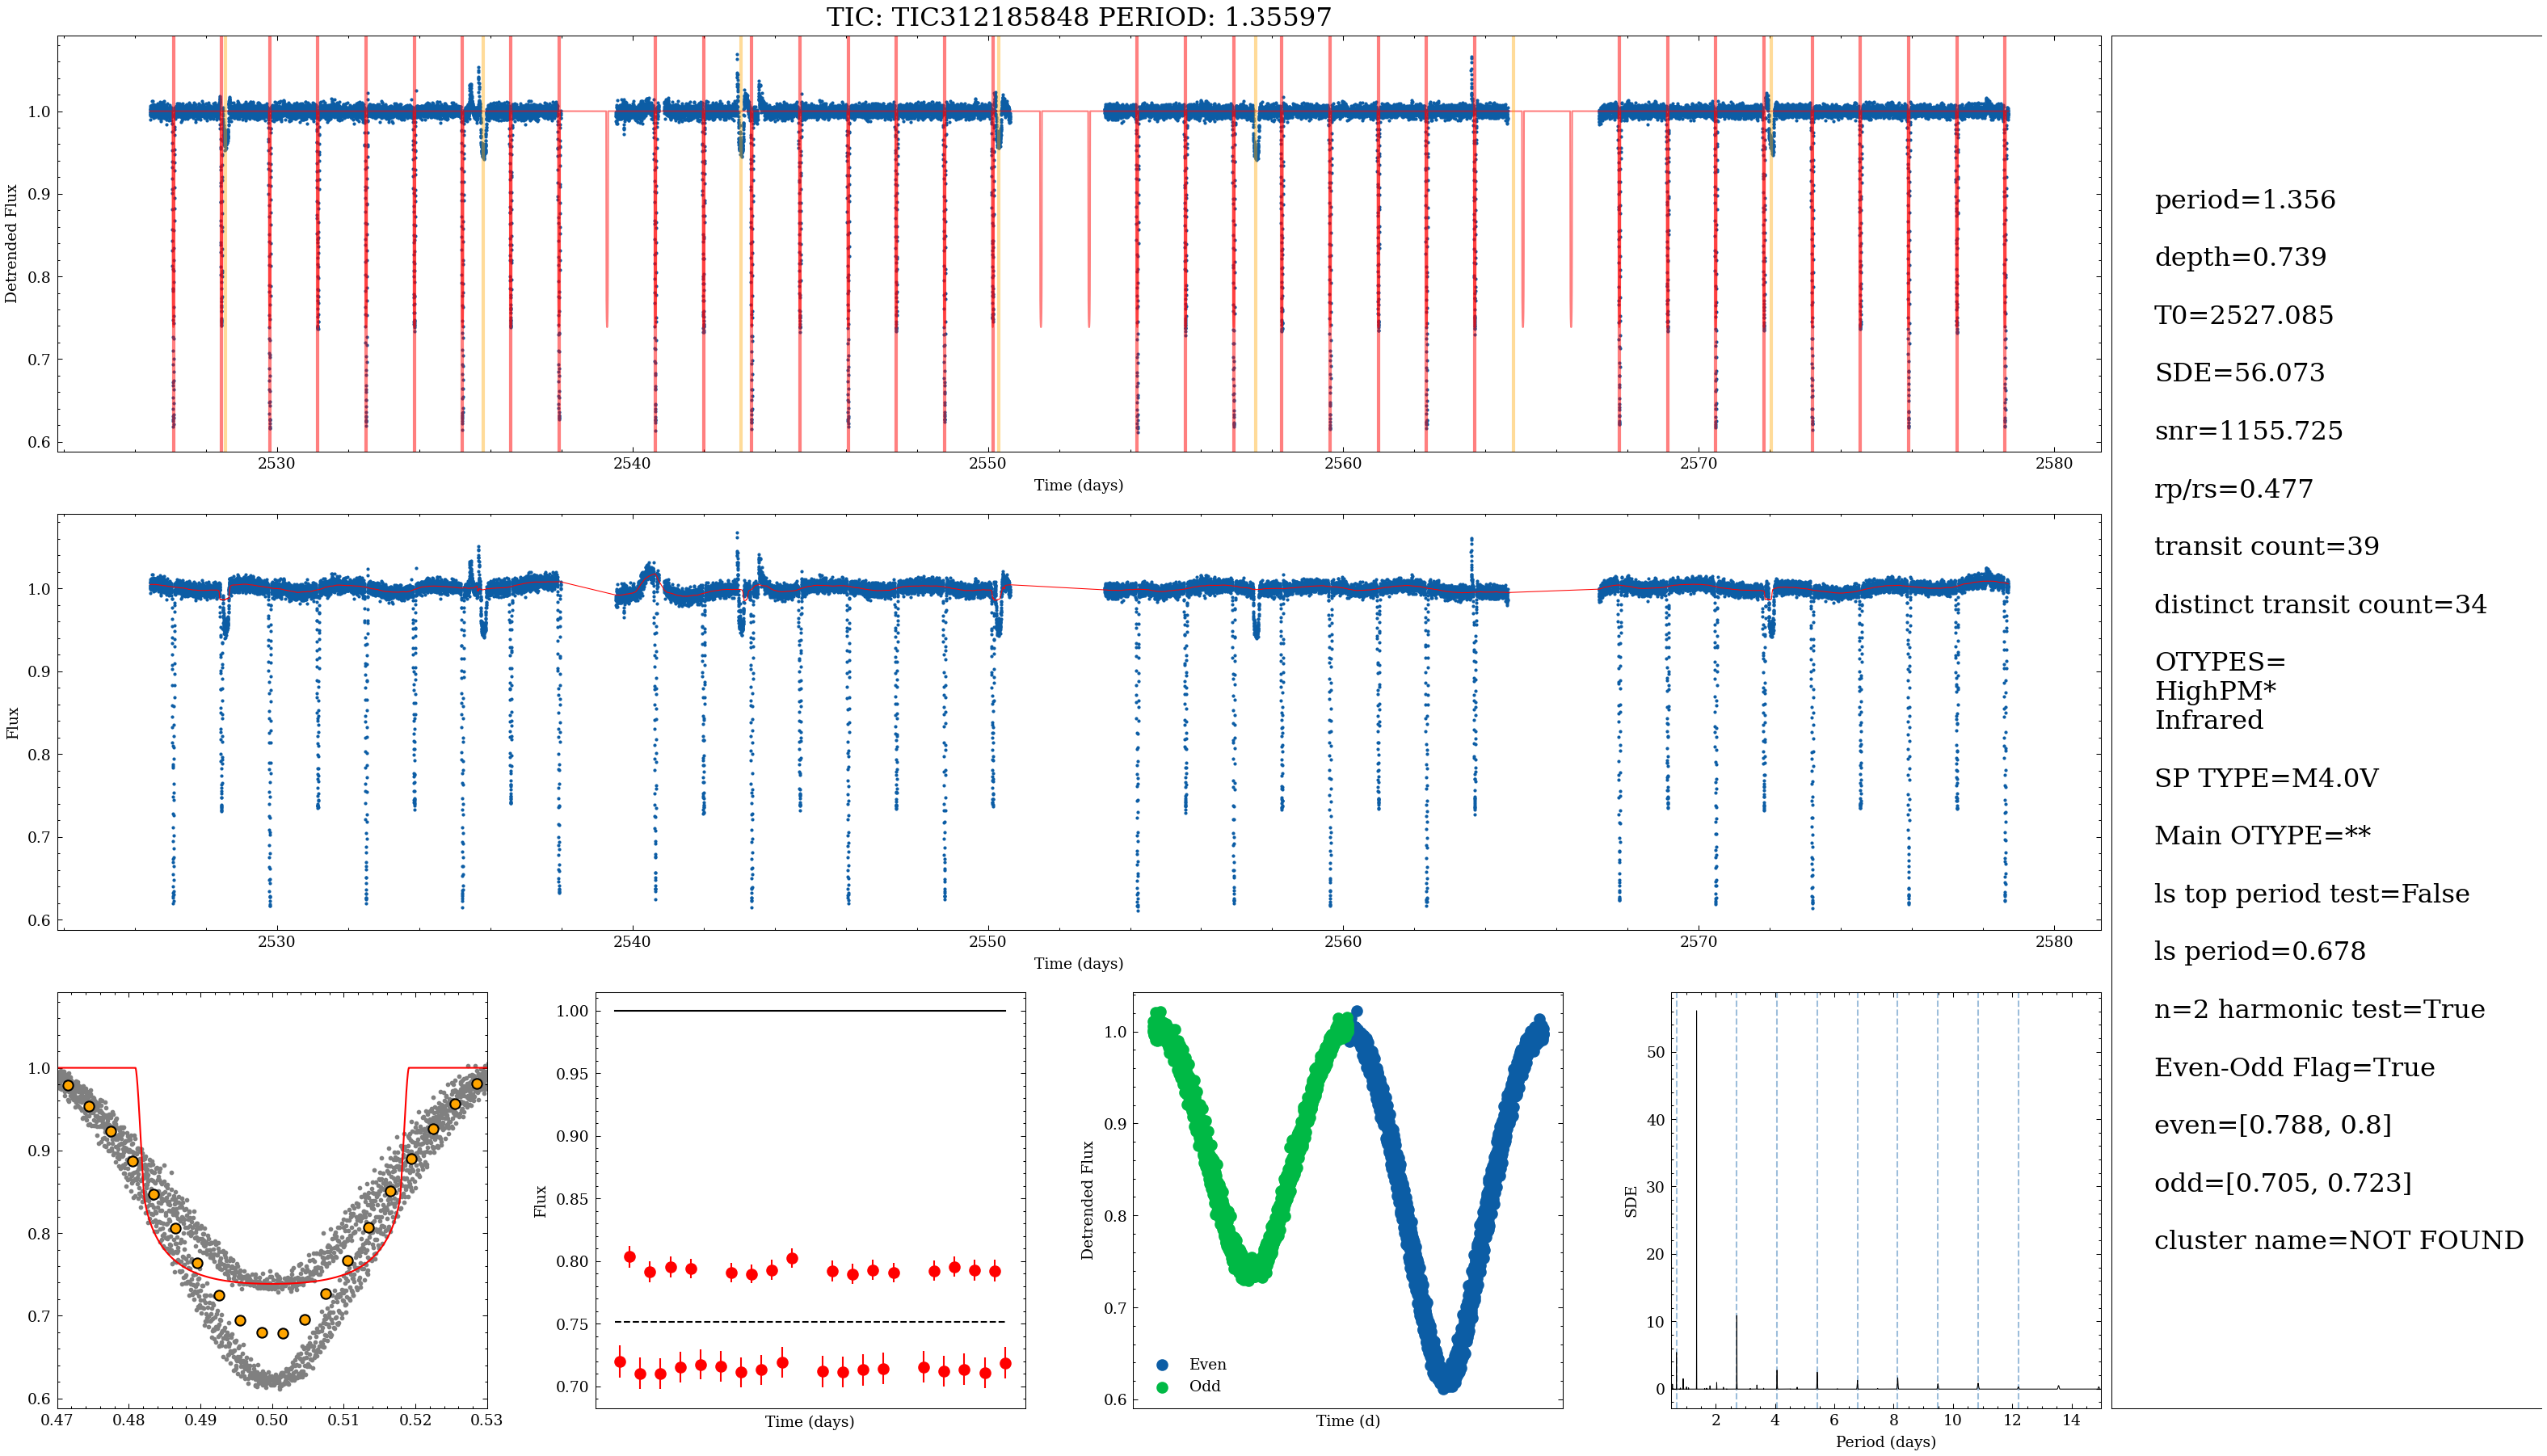 TIC: TIC312185848 PERIOD: 1.35597
Detrended Flux
1.0
0.9
0.8
0.7
0.6
2530
2540
2550
2560
2570
2580
Time (days)
Flux
1.0
0.9
0.8
0.7
0.6
2530
2540
2550
2560
2570
2580
Time (days)
1.0
0.9
0.8
0.7
0.6
0.47
0.48
0.49
0.50
0.51
0.52
0.53
Flux
1.00
0.95
0.90
0.85
0.80
0.75
0.70
Time (days)
Detrended Flux
1.0
0.9
0.8
0.7
0.6
Even
Odd
Time (d)
SDE
50
40
30
20
10
0
2
4
6
8
10
12
14
Period (days)
period=1.356
depth=0.739
T0=2527.085
SDE=56.073
snr=1155.725
rp/rs=0.477
transit count=39
distinct transit count=34
OTYPES=
HighPM*
Infrared
SP TYPE=M4.0V
Main OTYPE=**
ls top period test=False
ls period=0.678
n=2 harmonic test=True
Even-Odd Flag=True
even=[0.788, 0.8]
odd=[0.705, 0.723]
cluster name=NOT FOUND